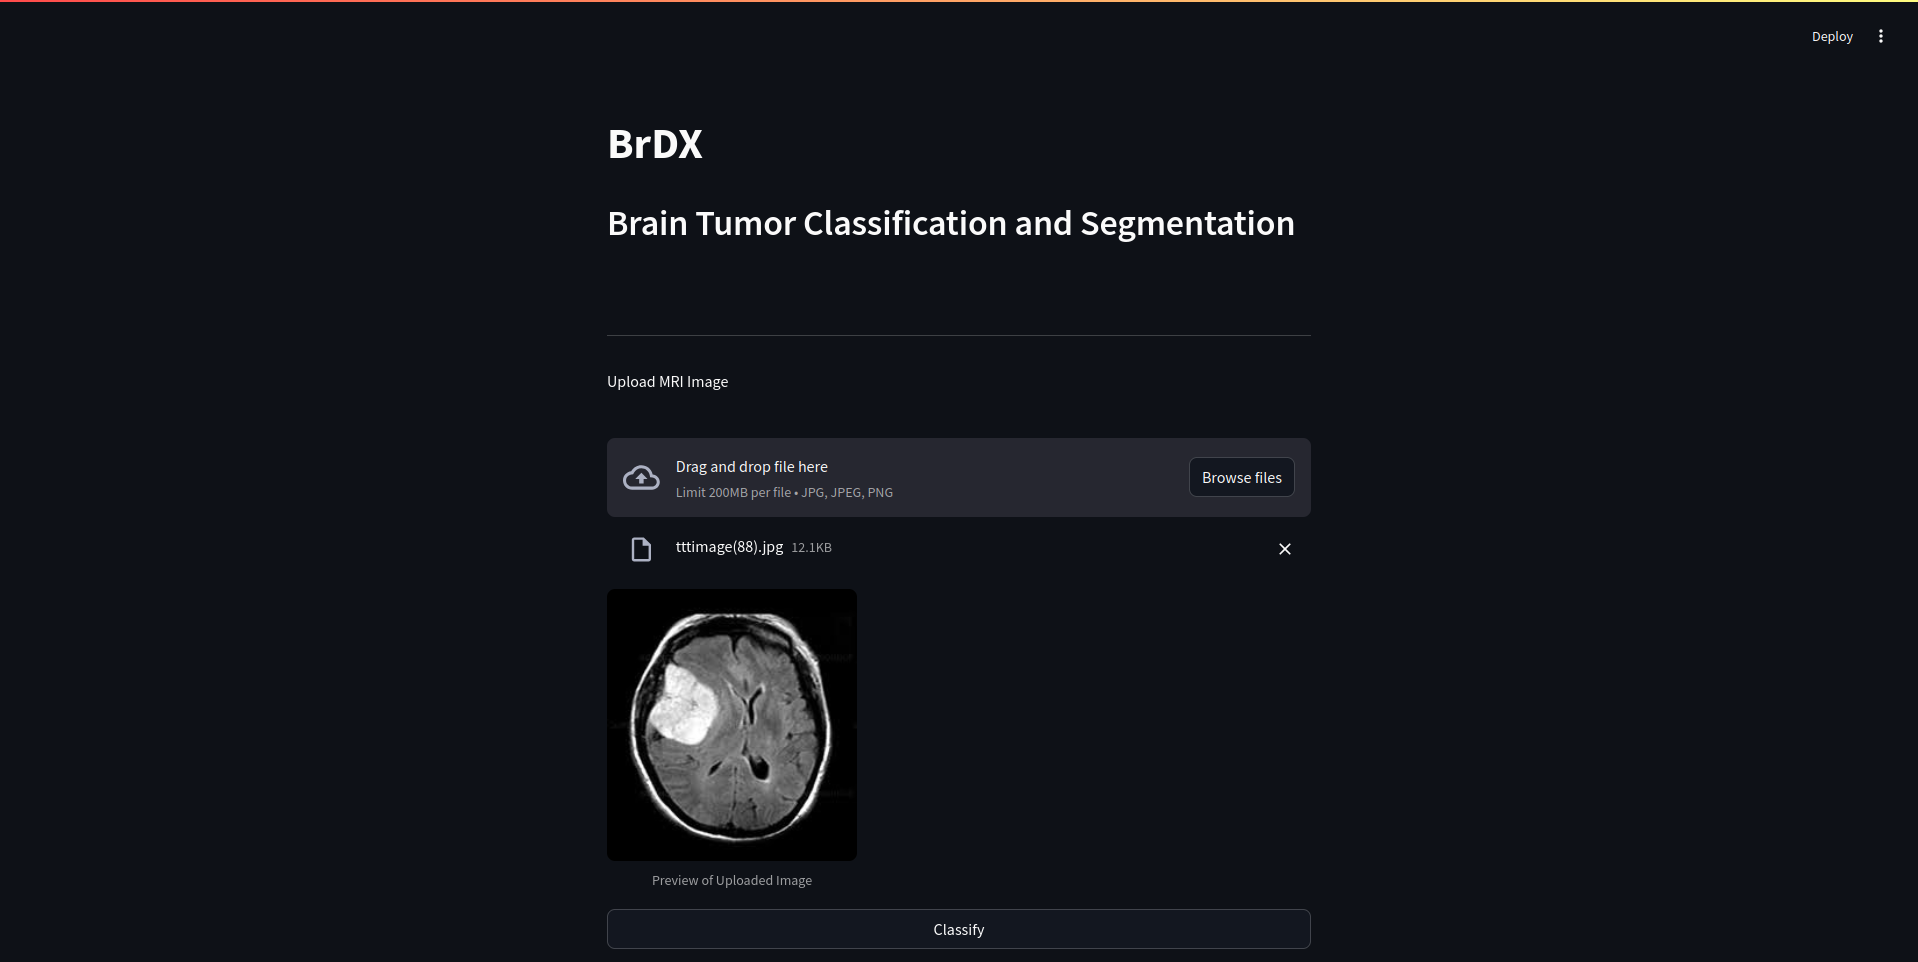 Deploy
BrDX
Brain Tumor Classification and Segmentation
Upload MRI Image
Drag and drop file here
Limit 200MB per file • JPG, JPEG, PNG
Browse files
tttimage(88).jpg 12.1KB
Preview of Uploaded Image
Classify